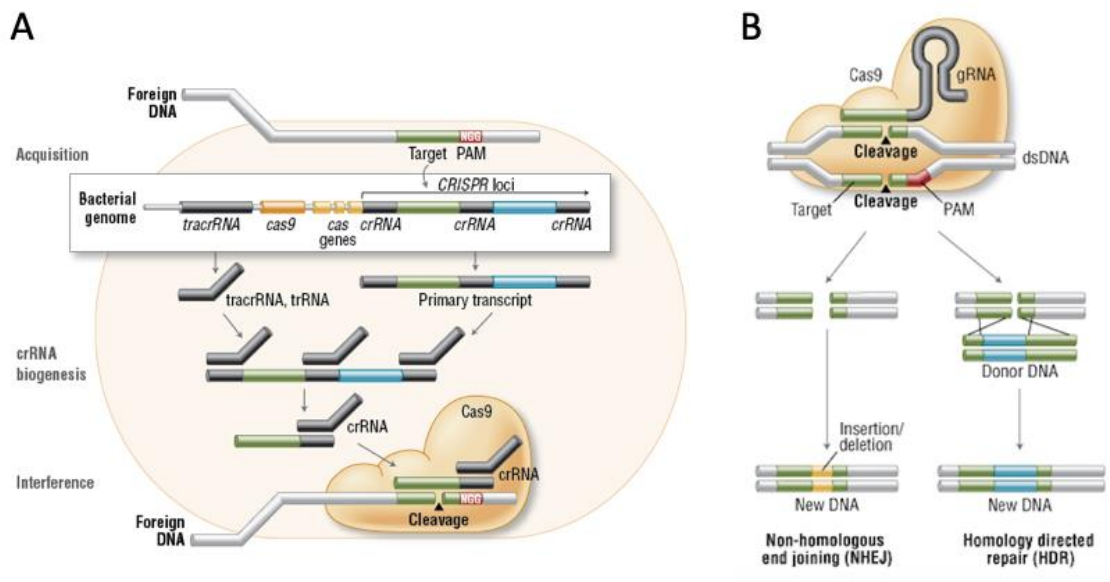 A
Foreign
DNA
NGG
Acquisition
Target PAM
CRISPR loci
Bacterial
genome
tracrRNA cas9 cas crRNA crRNA crRNA
genes
tracrRNA, trRNA
Primary transcript
crRNA
biogenesis
crRNA
Cas9
crRNA
Interference
NGG
Cleavage
Foreign
DNA
B
Cas9
gRNA
Cleavage
dsDNA
Target
Cleavage
PAM
Donor DNA
Insertion/
deletion
New DNA
New DNA
Non-homologous
end joining (NHEJ)
Homology directed
repair (HDR)